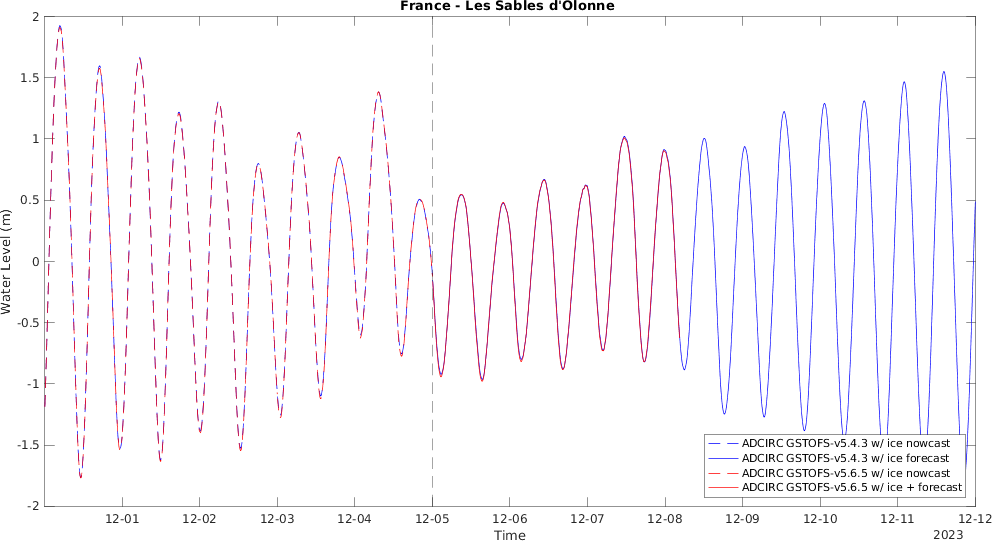 France - Les Sables d'Olonne
2
1.5
1
0.5
0
-0.5
-1
-1.5
-2
Water Level (m)
12-01 12-02 12-03 12-04 12-05 12-06 12-07 12-08 12-09 12-10 12-11 12-12
Time
2023
ADCIRC GSTOFS-v5.4.3 w/ ice nowcast
ADCIRC GSTOFS-v5.4.3 w/ ice forecast
ADCIRC GSTOFS-v5.6.5 w/ ice nowcast
ADCIRC GSTOFS-v5.6.5 w/ ice + forecast